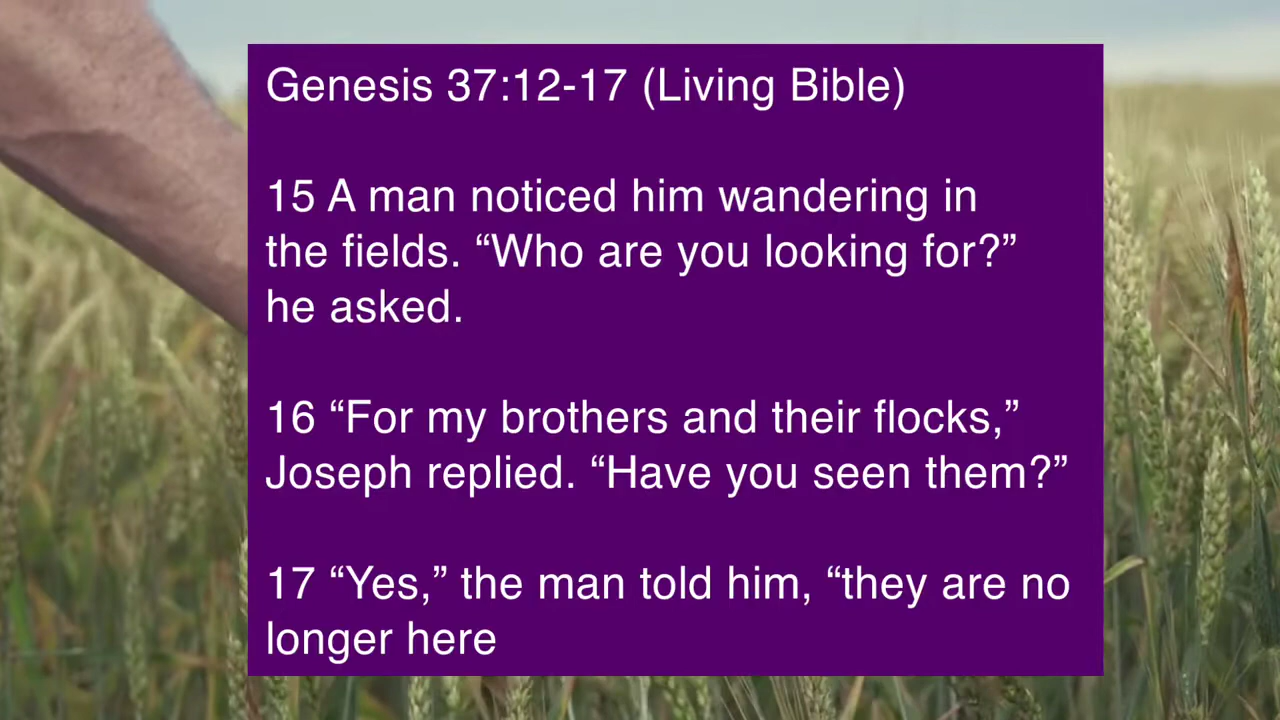 Genesis 37:12-17 (Living Bible)
15 A man noticed him wandering in
the fields. “Who are you looking for?”
he asked.
16 “For my brothers and their flocks,”
Joseph replied. “Have you seen them?”
17 “Yes,” the man told him, “they are no
longer here